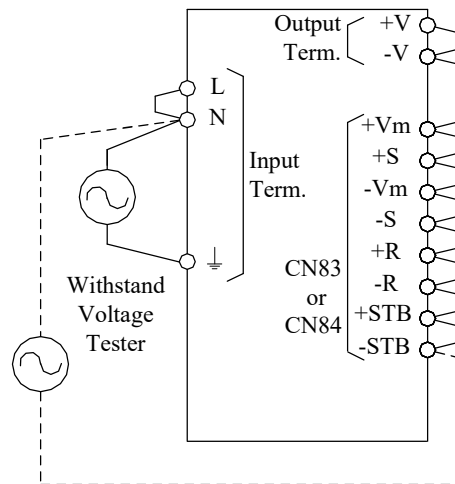 Output
Term.
+V
-V
L
N
Input
Term.
+Vm
+S
-Vm
-S
+R
-R
+STB
-STB
CN83
or
CN84
Withstand
Voltage
Tester